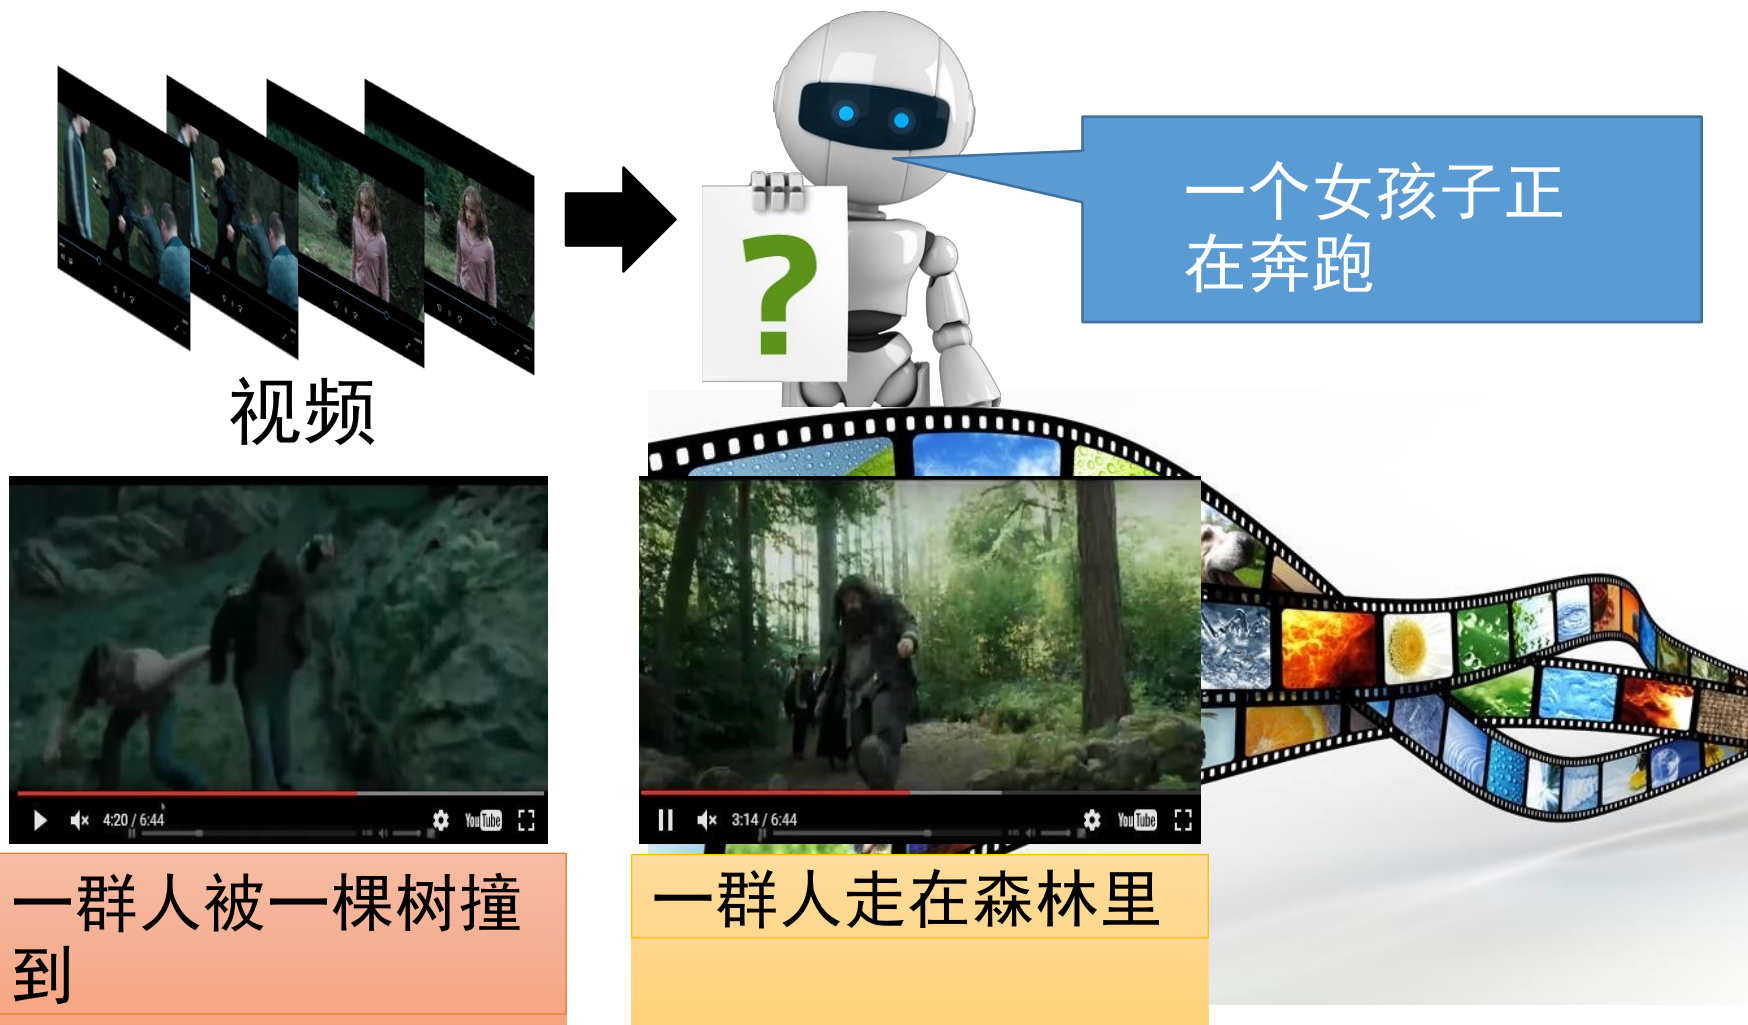 一个女孩子正
在奔跑
?
视频
4:20 / 6:44
YouTube
3:14 / 6:44
YouTube
一群人被一棵树撞
到
一群人走在森林里